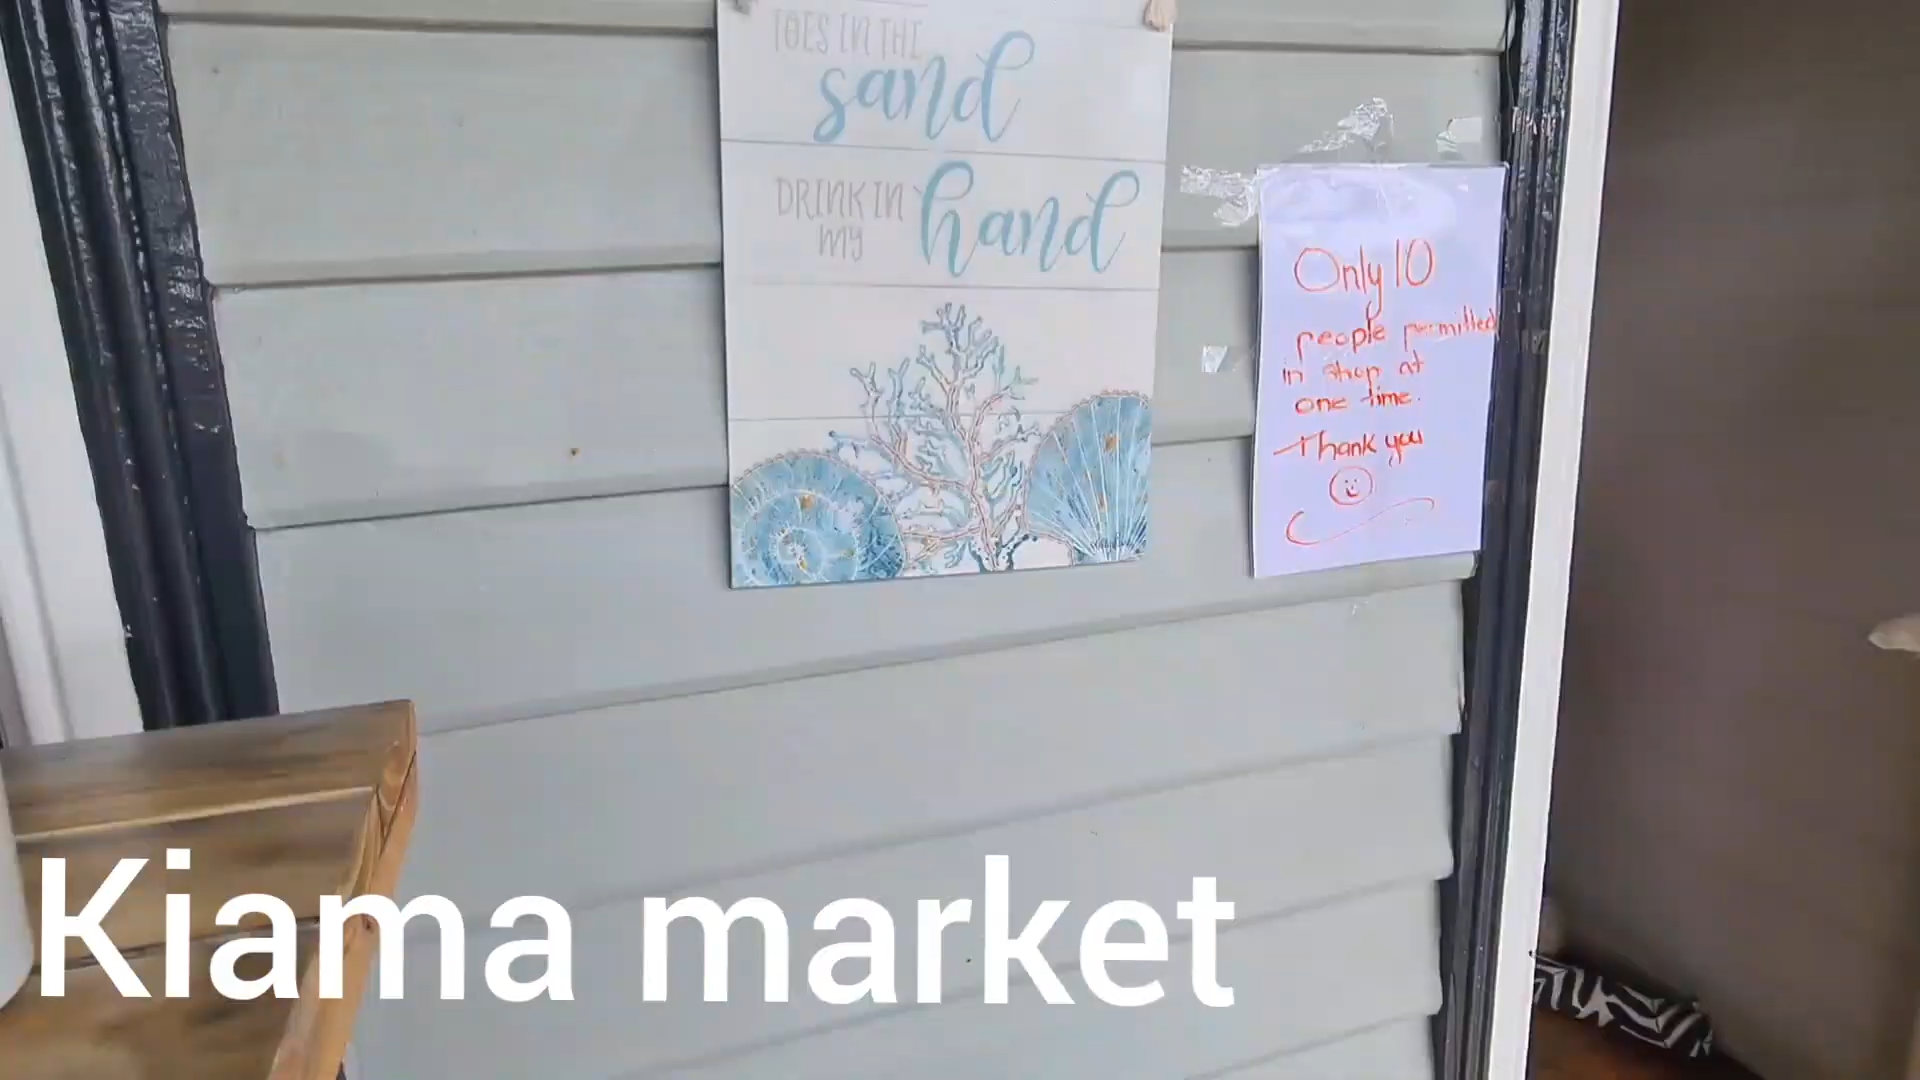 TOES IN THE
sand
DRINK IN
MY
hand
Only 10
people permitted
in shop at
one time.
Thank you
Kiama market